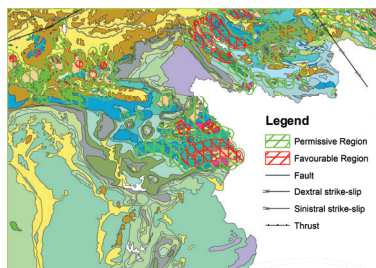 Legend
Permissive Region
Favourable Region
Fault
Dextral strike-slip
Sinistral strike-slip
Thrust